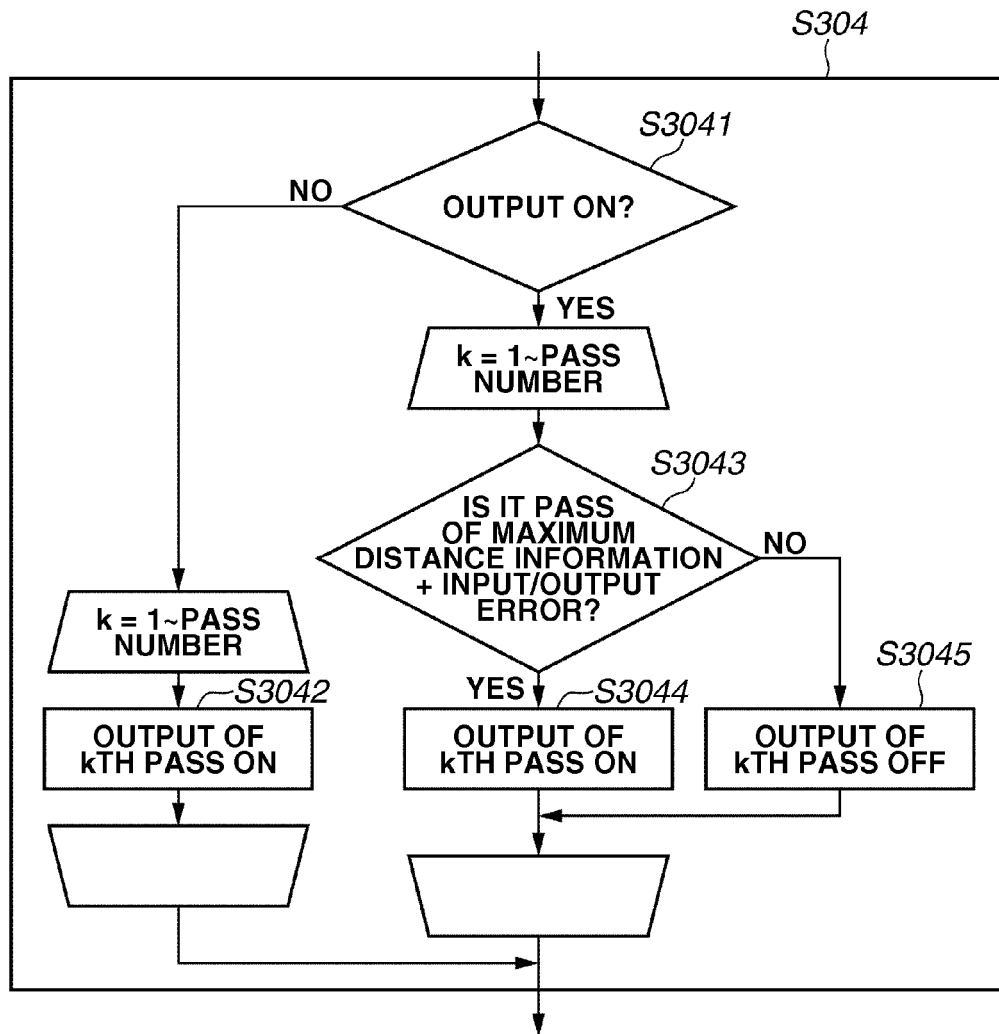 S304
S3041
OUTPUT ON?
NO
YES
k = 1~PASS
NUMBER
S3043
IS IT PASS
OF MAXIMUM
DISTANCE INFORMATION
+ INPUT/OUTPUT
ERROR?
NO
k = 1~PASS
NUMBER
S3042
OUTPUT OF
kTH PASS ON
YES
S3044
OUTPUT OF
kTH PASS ON
S3045
OUTPUT OF
kTH PASS OFF